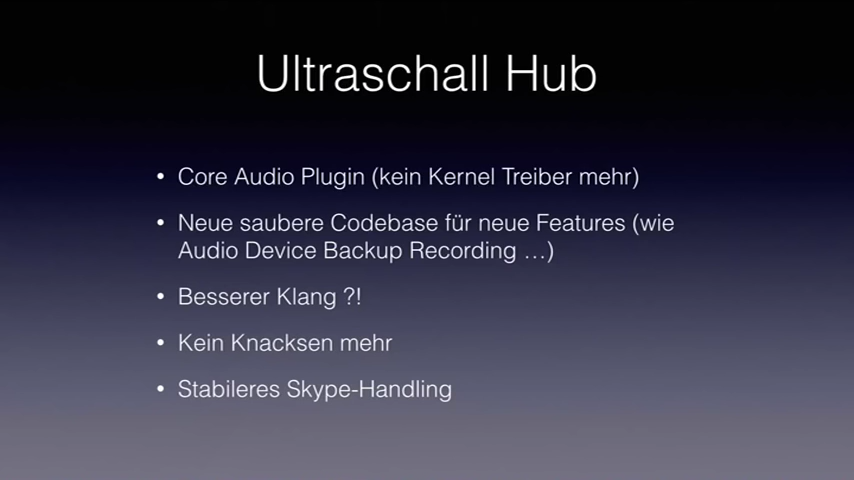 Ultraschall Hub
• Core Audio Plugin (kein Kernel Treiber mehr)
• Neue saubere Codebase für neue Features (wie
Audio Device Backup Recording …)
• Besserer Klang ?!
• Kein Knacksen mehr
• Stabileres Skype-Handling